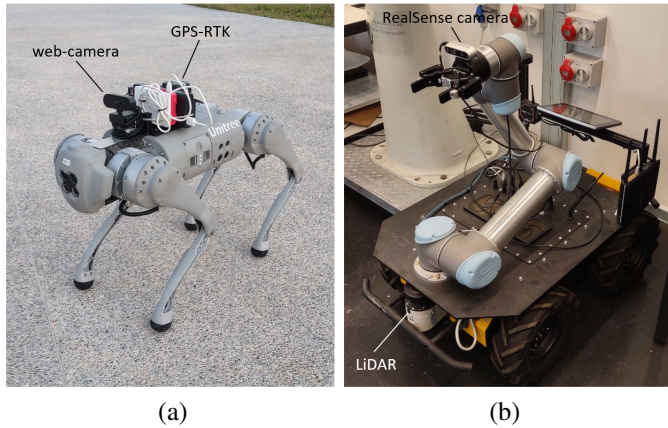 GPS-RTK
web-camera
Unitree
(a)
RealSense camera
LiDAR
(b)